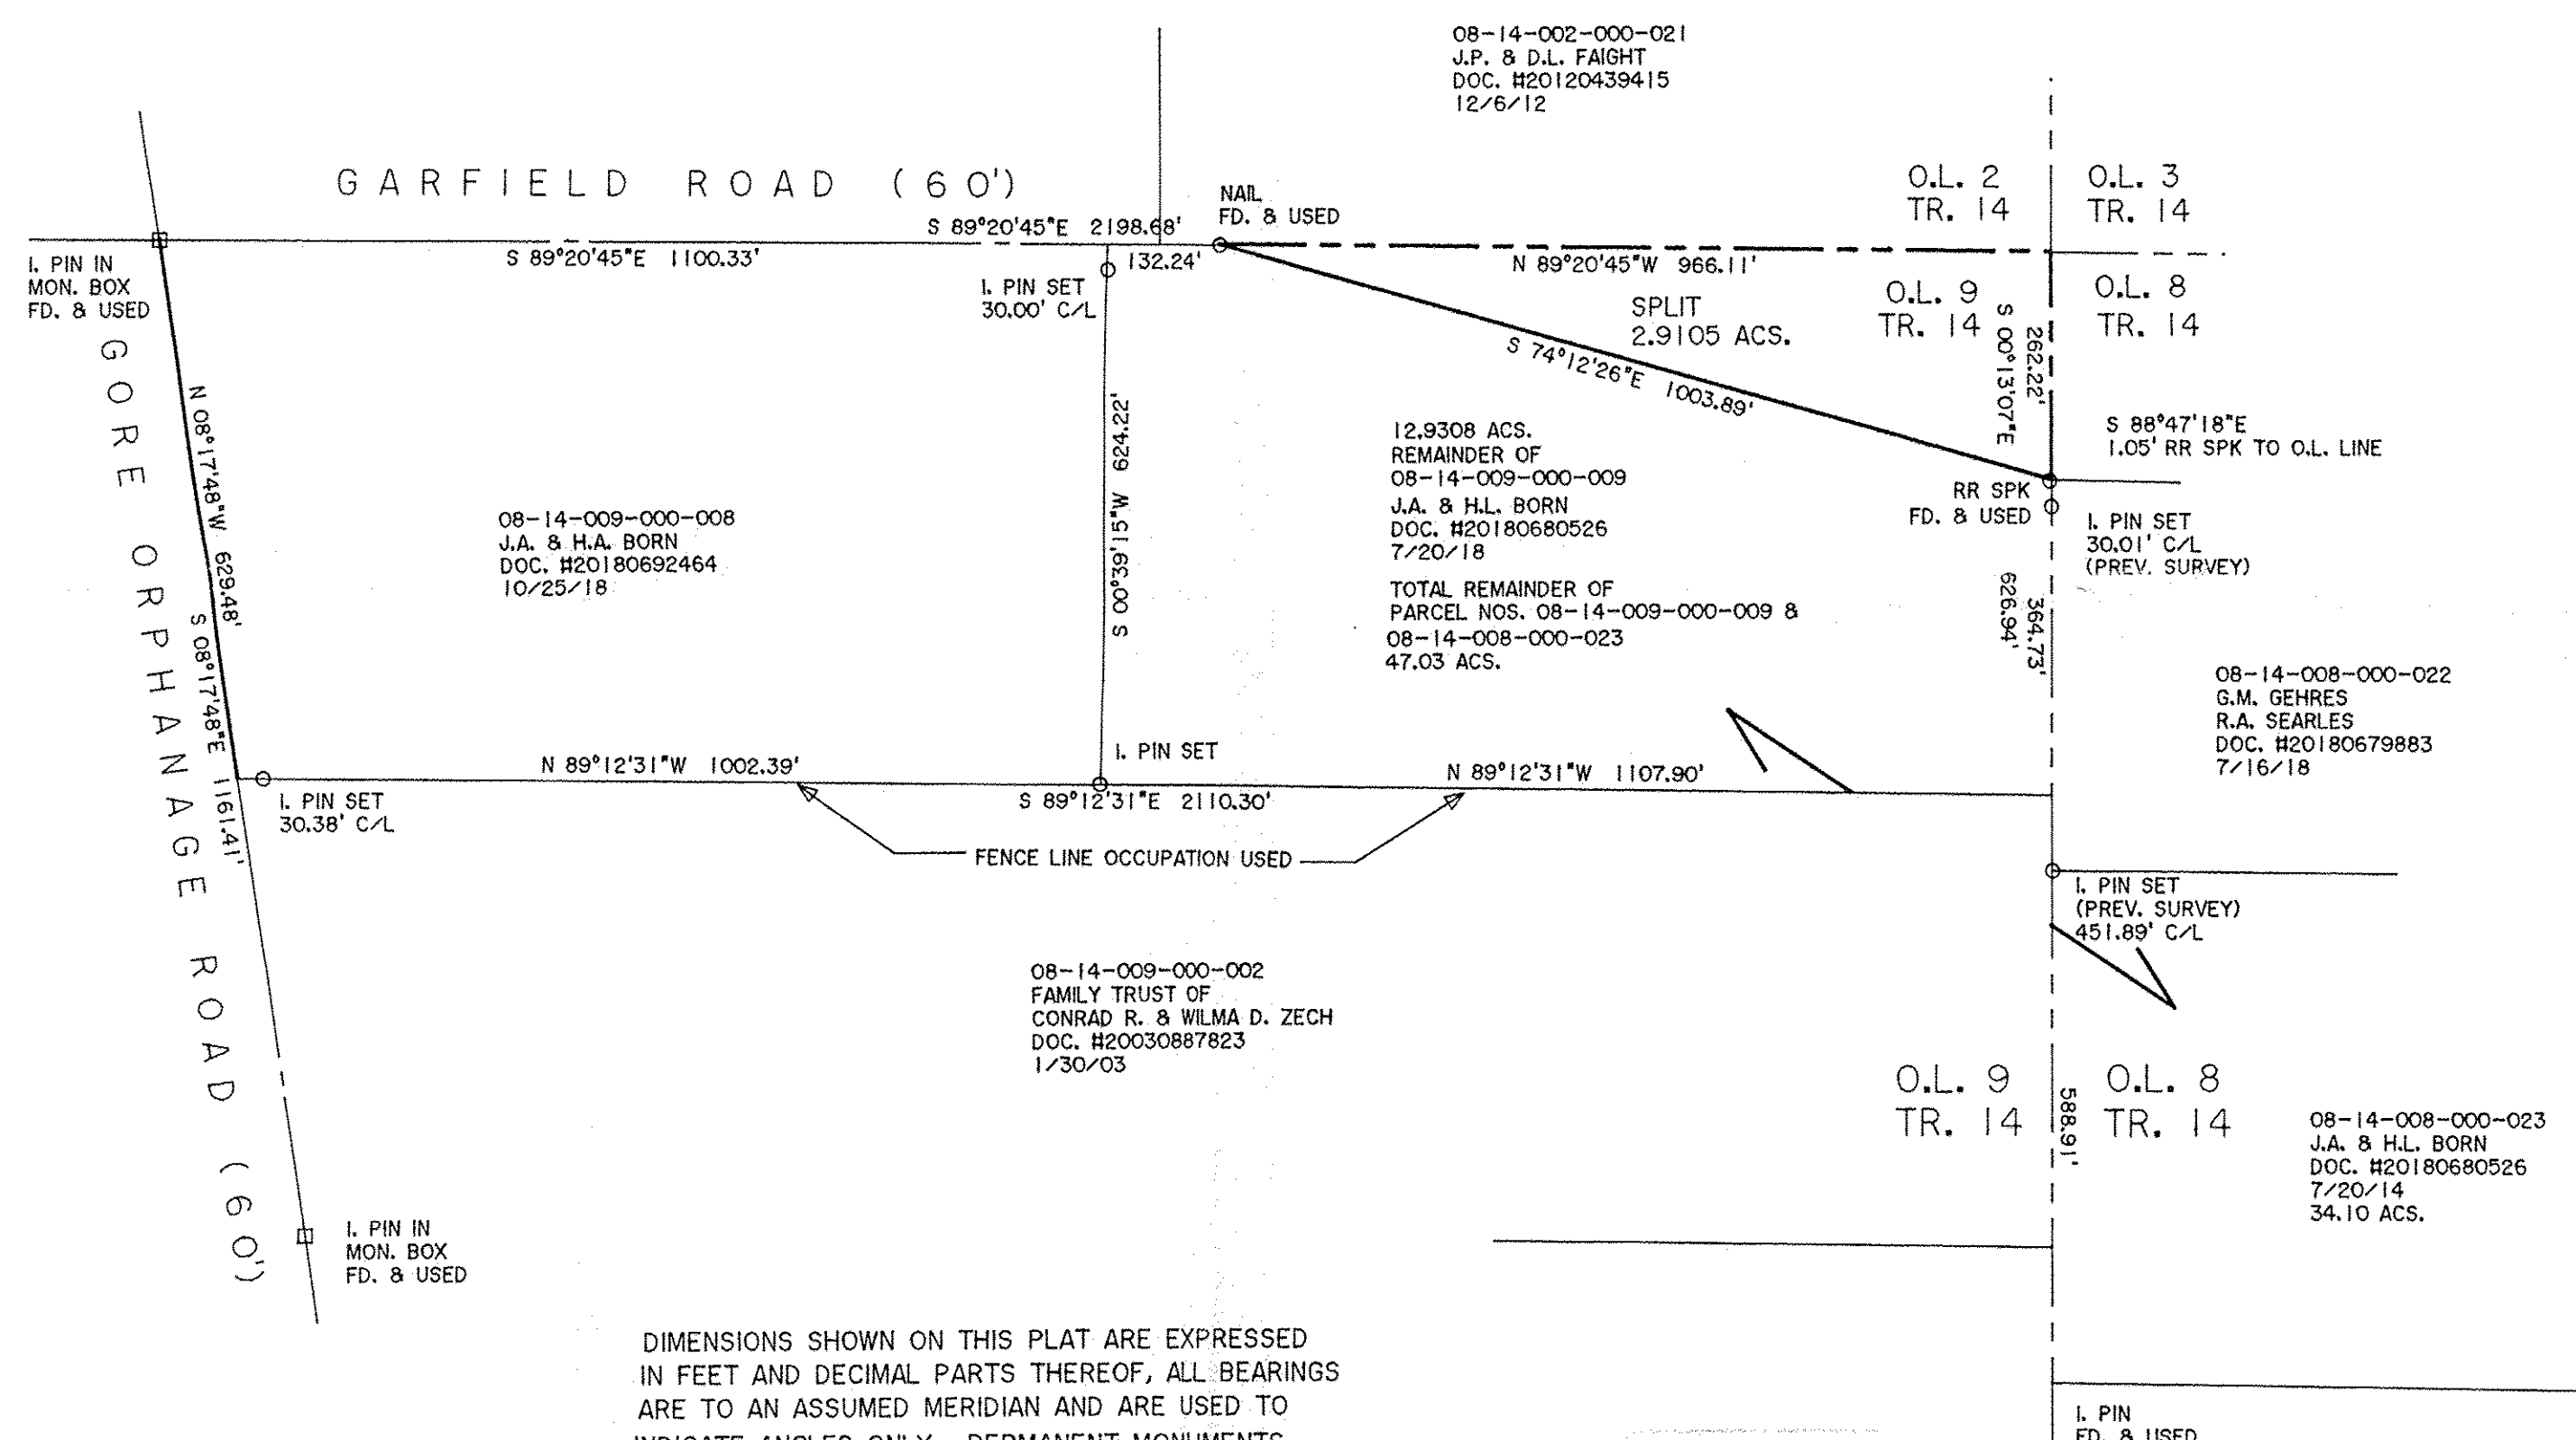 08-14-002-000-021
J.P. & D.L. FAIGHT
DOC. #20120439415
12/6/12
GARFIELD ROAD (60')
NAIL
FD. & USED
O.L. 2
TR. 14
O.L. 3
TR. 14
S 89°20'45"E 2198.68'
S 89°20'45"E 1100.33'
132.24'
N 89°20'45"W 966.11'
I. PIN IN
MON. BOX
FD. & USED
I. PIN SET
30.00' C/L
SPLIT
2.9105 ACS.
O.L. 9
TR. 14
O.L. 8
TR. 14
S 00°13'07"E
262.22'
S 74°12'26"E 1003.89'
S 88°47'18"E
1.05' RR SPK TO O.L. LINE
GORE ORPHANAGE ROAD (60')
N 08°17'48"W 629.48'
S 08°17'48"E 1161.41'
S 00°39'15"W 624.22'
12.9308 ACS.
REMAINDER OF
08-14-009-000-009
J.A. & H.L. BORN
DOC. #20180680526
7/20/18
TOTAL REMAINDER OF
PARCEL NOS. 08-14-009-000-009 &
08-14-008-000-023
47.03 ACS.
RR SPK
FD. & USED
I. PIN SET
30.01' C/L
(PREV. SURVEY)
08-14-009-000-008
J.A. & H.A. BORN
DOC. #20180692464
10/25/18
364.73'
626.94'
08-14-008-000-022
G.M. GEHRES
R.A. SEARLES
DOC. #20180679883
7/16/18
I. PIN SET
N 89°12'31"W 1002.39'
N 89°12'31"W 1107.90'
S 89°12'31"E 2110.30'
I. PIN SET
30.38' C/L
FENCE LINE OCCUPATION USED
I. PIN SET
(PREV. SURVEY)
451.89' C/L
08-14-009-000-002
FAMILY TRUST OF
CONRAD R. & WILMA D. ZECH
DOC. #20030887823
1/30/03
O.L. 9
TR. 14
O.L. 8
TR. 14
588.91'
08-14-008-000-023
J.A. & H.L. BORN
DOC. #20180680526
7/20/14
34.10 ACS.
I. PIN IN
MON. BOX
FD. & USED
DIMENSIONS SHOWN ON THIS PLAT ARE EXPRESSED
IN FEET AND DECIMAL PARTS THEREOF, ALL BEARINGS
ARE TO AN ASSUMED MERIDIAN AND ARE USED TO
INDICATE ANGLES ONLY. PERMANENT MONUMENTS
I. PIN
FD. & USED